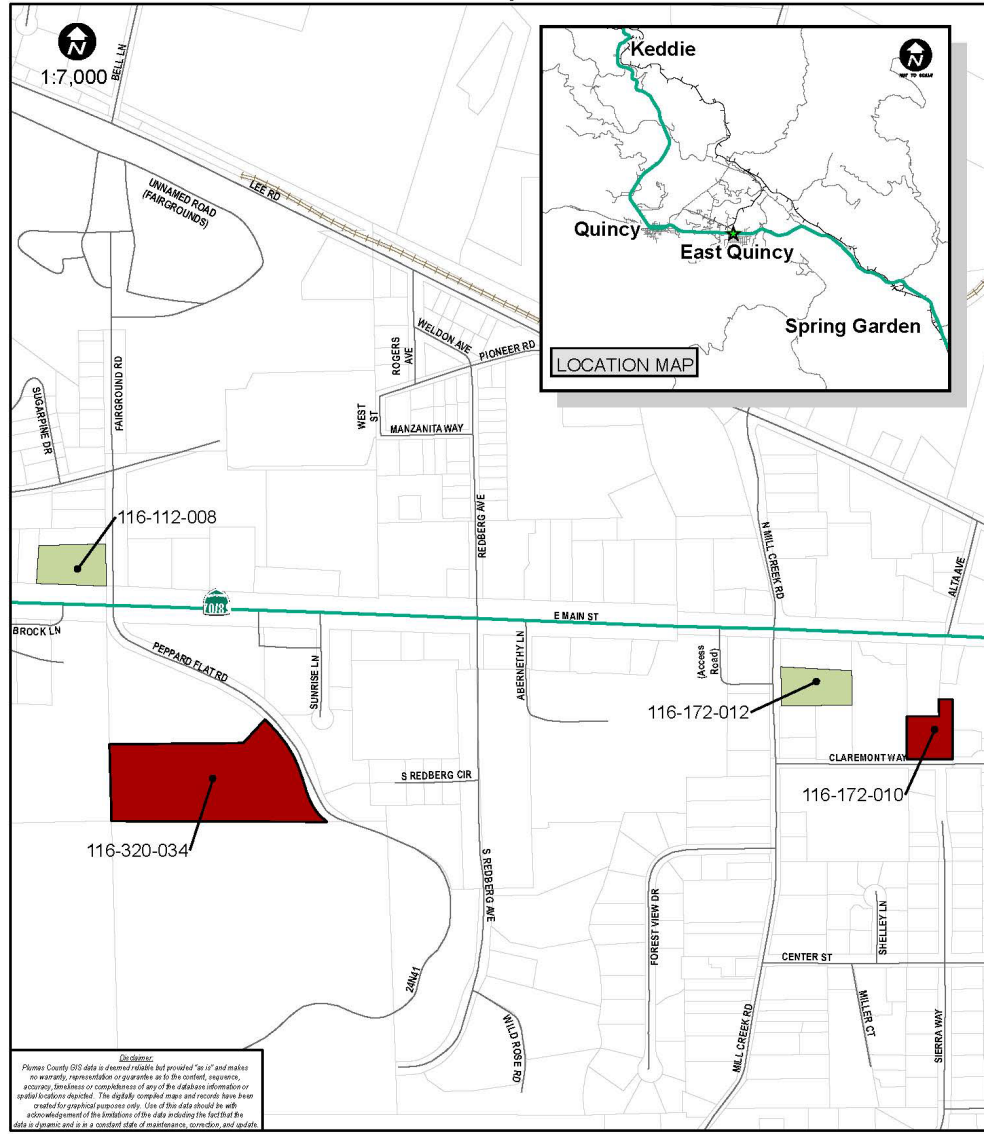 1:7,000
BELL LN
Keddie
NOT TO SCALE
Quincy
East Quincy
Spring Garden
LOCATION MAP
UNNAMED ROAD
(FAIRGROUNDS)
LEE RD
WELDON AVE
ROGERS
AVE
PIONEER RD
FAIRGROUND RD
SUGARPINE DR
WEST
ST
MANZANITA WAY
REDBERG AVE
N MILL CREEK RD
ALTA AVE
116-112-008
70/89
E MAIN ST
BROCK LN
PEPPARD FLAT RD
SUNRISE LN
ABERNETHY LN
(Access
Road)
116-172-012
CLAREMONT WAY
S REDBERG CIR
116-172-010
116-320-034
S REDBERG AVE
FOREST VIEW DR
SHELLEY LN
CENTER ST
24N41
MILLER CT
WILD ROSE RD
MILL CREEK RD
SIERRA WAY
Disclaimer:
Plumas County GIS data is deemed reliable but provided "as is" and makes
no warranty, representation or guarantee as to the content, sequence,
accuracy, timeliness or completeness of any of the database information or
spatial locations depicted. The digitally compiled maps and records have been
created for graphical purposes only. Use of this data should be with
acknowledgement of the limitations of the data including the fact that the
data is dynamic and is in a constant state of maintenance, correction, and update.